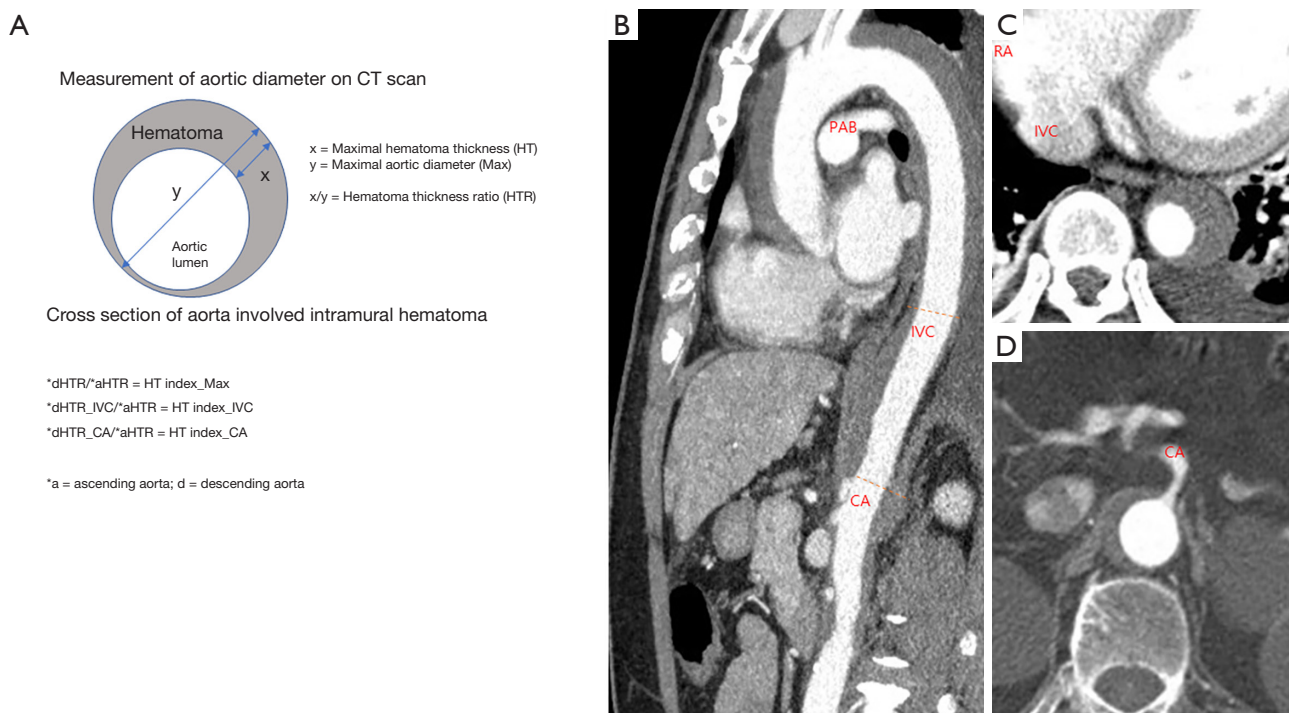 A
Measurement of aortic diameter on CT scan
Hematoma
x
y
Aortic
lumen
x = Maximal hematoma thickness (HT)
y = Maximal aortic diameter (Max)
x/y = Hematoma thickness ratio (HTR)
Cross section of aorta involved intramural hematoma
*dHTR/*aHTR = HT index_Max
*dHTR_IVC/*aHTR = HT index_IVC
*dHTR_CA/*aHTR = HT index_CA
*a = ascending aorta; d = descending aorta
B
PAB
IVC
CA
C
RA
IVC
D
CA